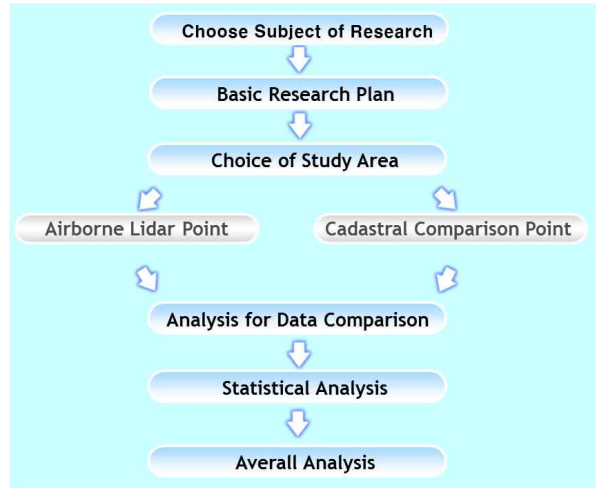 Choose Subject of Research
Basic Research Plan
Choice of Study Area
Airborne Lidar Point
Cadastral Comparison Point
Analysis for Data Comparison
Statistical Analysis
Averall Analysis